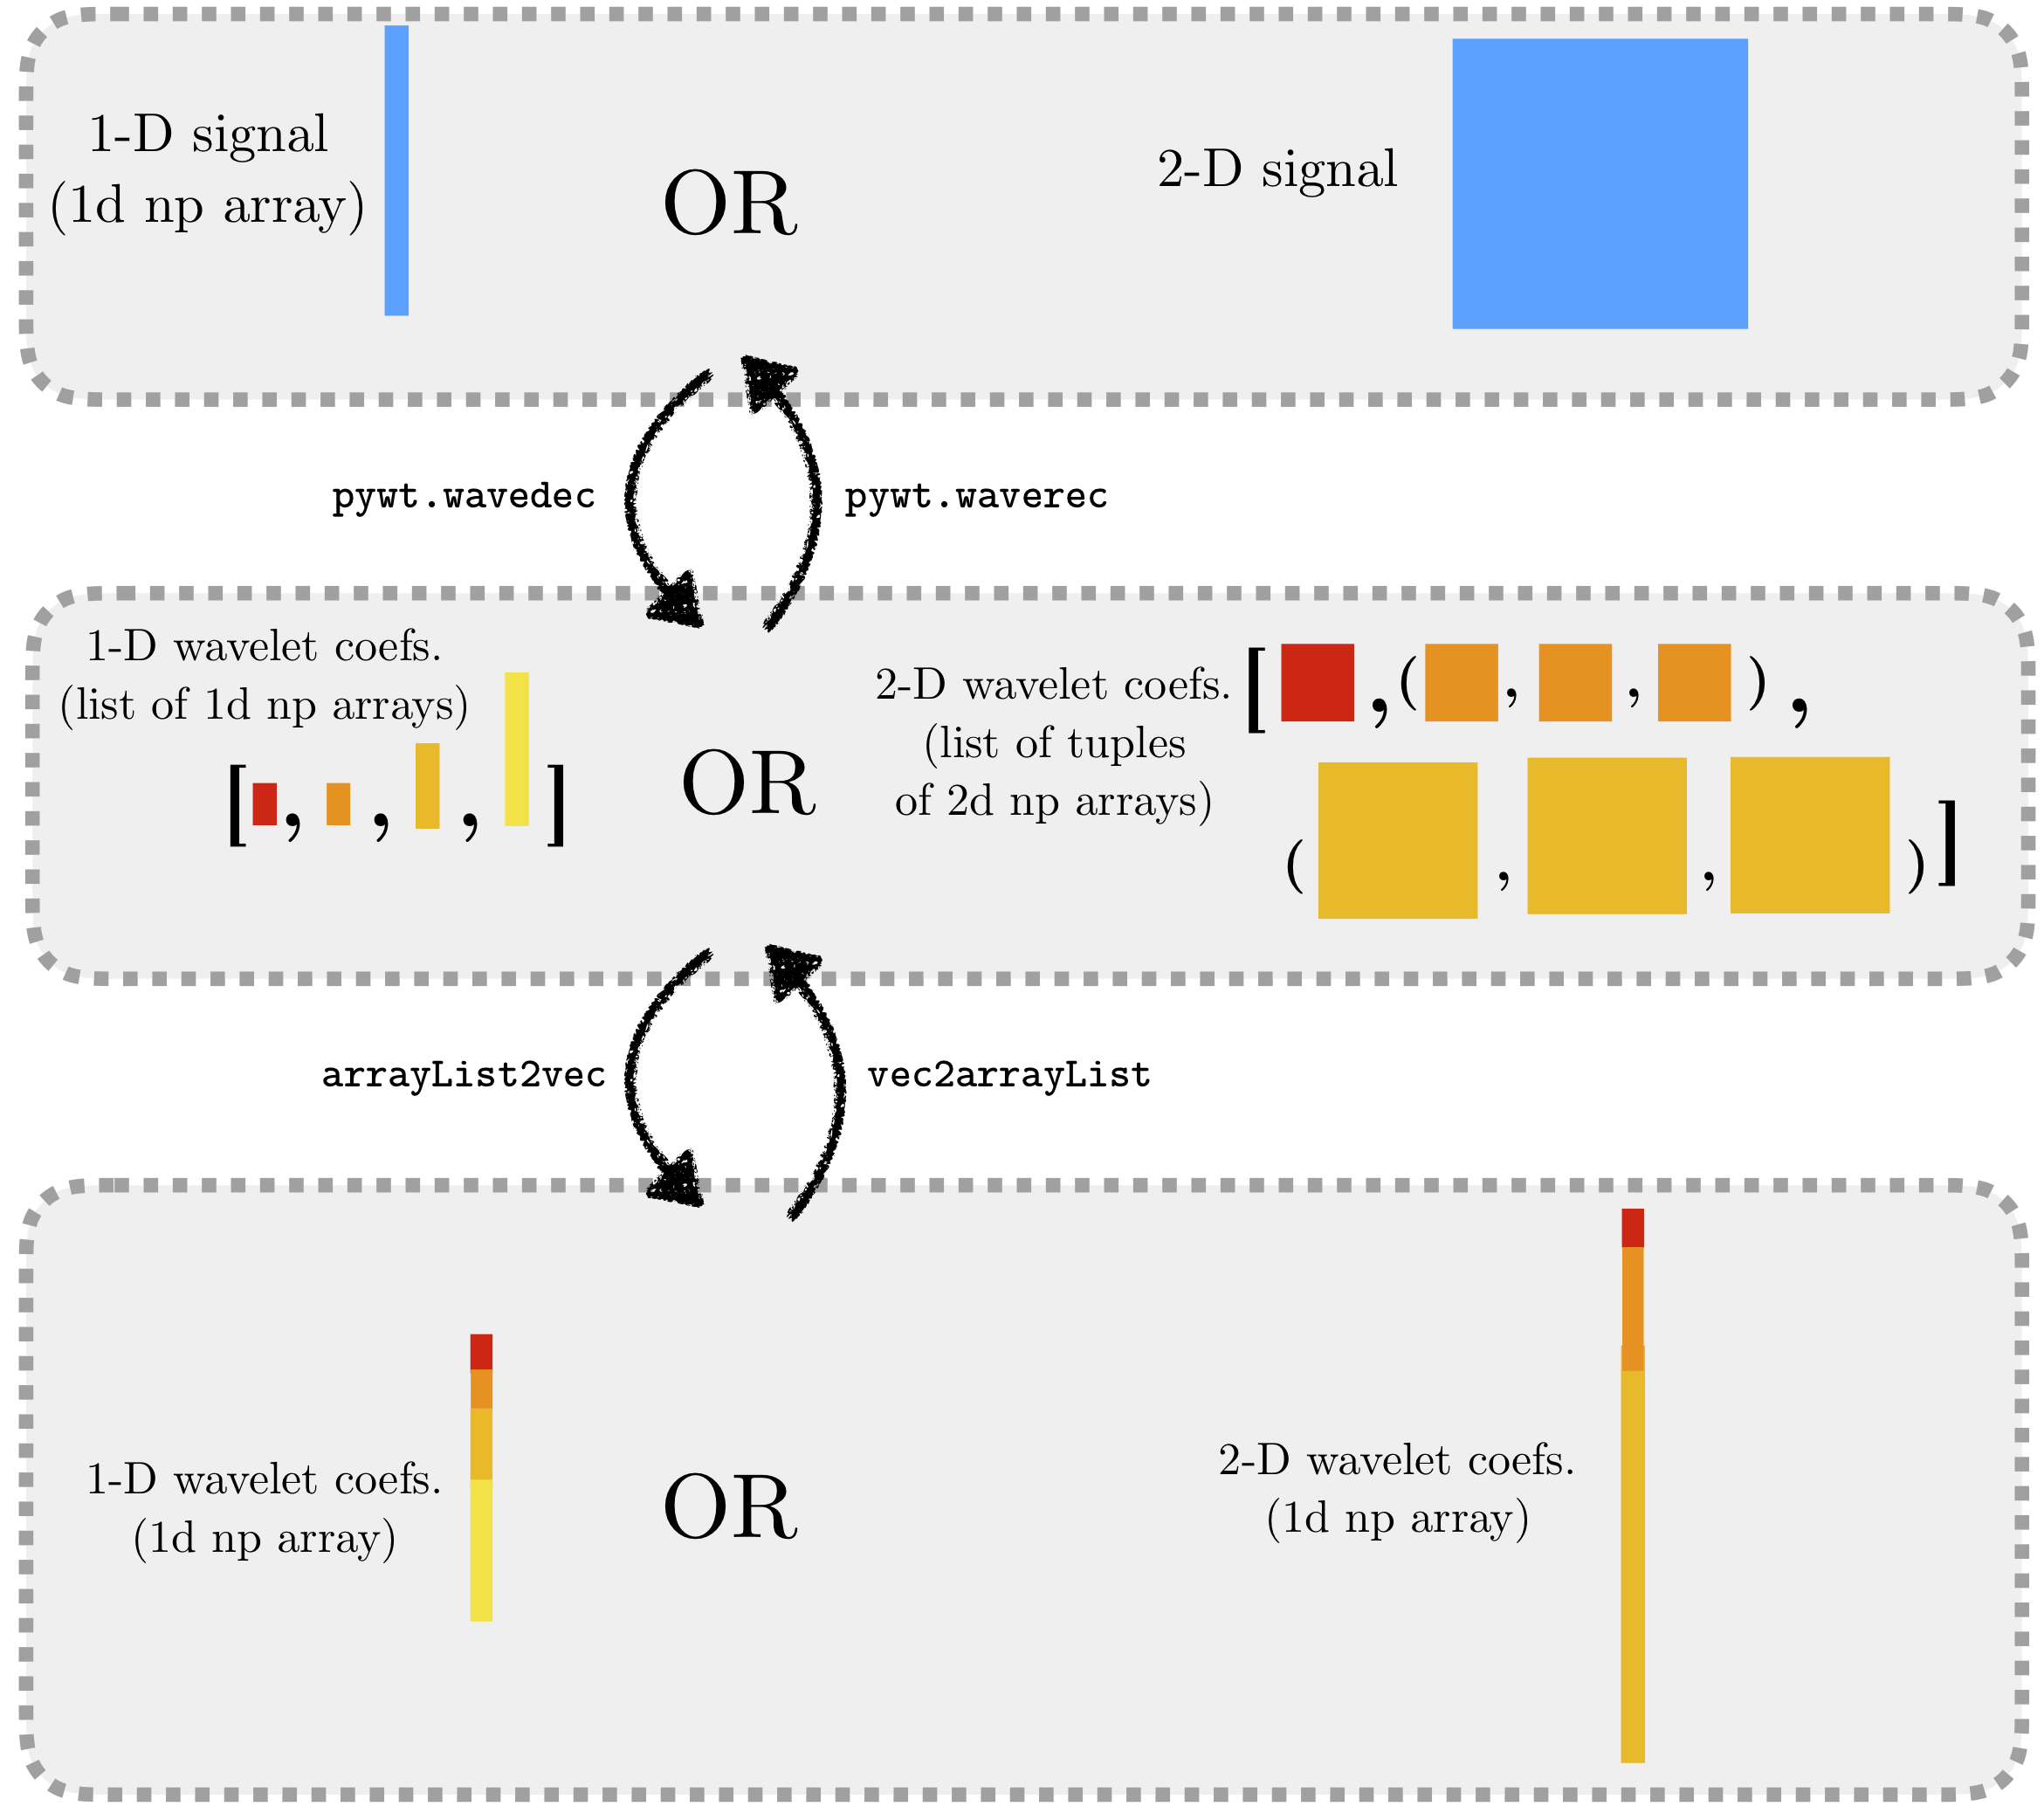 1-D signal
(1d np array)
OR
2-D signal
pywt.wavedec
pywt.waverec
1-D wavelet coefs.
(list of 1d np arrays)
[ , , , ]
OR
2-D wavelet coefs.
(list of tuples
of 2d np arrays)
[ ,( , , ) ,
( , , )]
arrayList2vec
vec2arrayList
1-D wavelet coefs.
(1d np array)
OR
2-D wavelet coefs.
(1d np array)